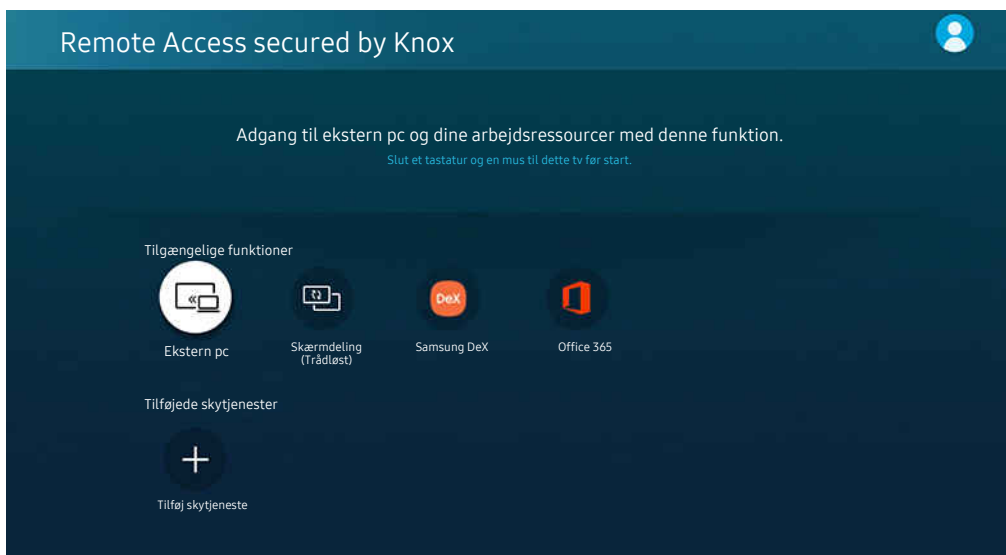 Remote Access secured by Knox
Adgang til ekstern pc og dine arbejdsressourcer med denne funktion.
Slut et tastatur og en mus til dette tv før start.
Tilgængelige funktioner
DeX
Ekstern pc
Skærmdeling
(Trådløst)
Samsung DeX
Office 365
Tilføjede skytjenester
Tilføj skytjeneste